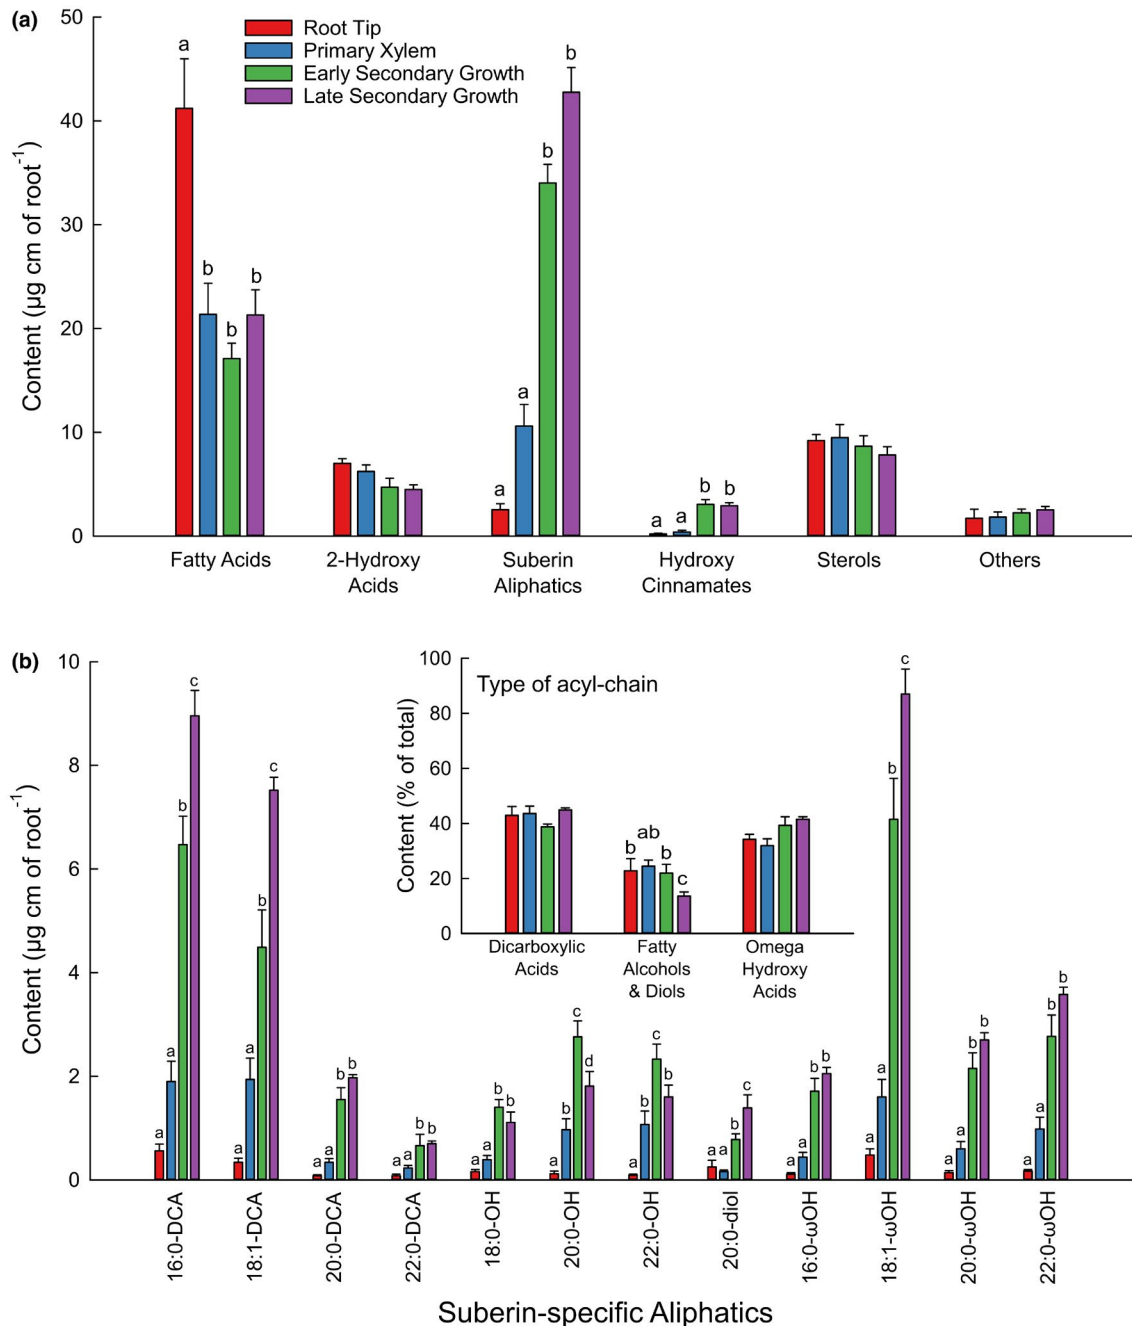 (a)
50
40
30
20
10
0
Content (µg cm of root⁻¹)
Root Tip
Primary Xylem
Early Secondary Growth
Late Secondary Growth
a
b
b
b
a
a
b
b
a
a
b
b
Fatty Acids
2-Hydroxy
Acids
Suberin
Aliphatics
Hydroxy
Cinnamates
Sterols
Others
(b)
10
8
6
4
2
0
Content (µg cm of root⁻¹)
Type of acyl-chain
100
80
60
40
20
0
Content (% of total)
b
ab
b
c
Dicarboxylic
Acids
Fatty
Alcohols
& Diols
Omega
Hydroxy
Acids
a
a
b
c
a
a
b
c
a
a
b
b
a
a
b
b
a
a
b
b
a
b
c
d
a
b
c
b
a
a
b
c
a
a
b
b
a
a
b
c
a
a
b
b
a
a
b
b
16:0-DCA
18:1-DCA
20:0-DCA
22:0-DCA
18:0-OH
20:0-OH
22:0-OH
20:0-diol
16:0-ωOH
18:1-ωOH
20:0-ωOH
22:0-ωOH
Suberin-specific Aliphatics